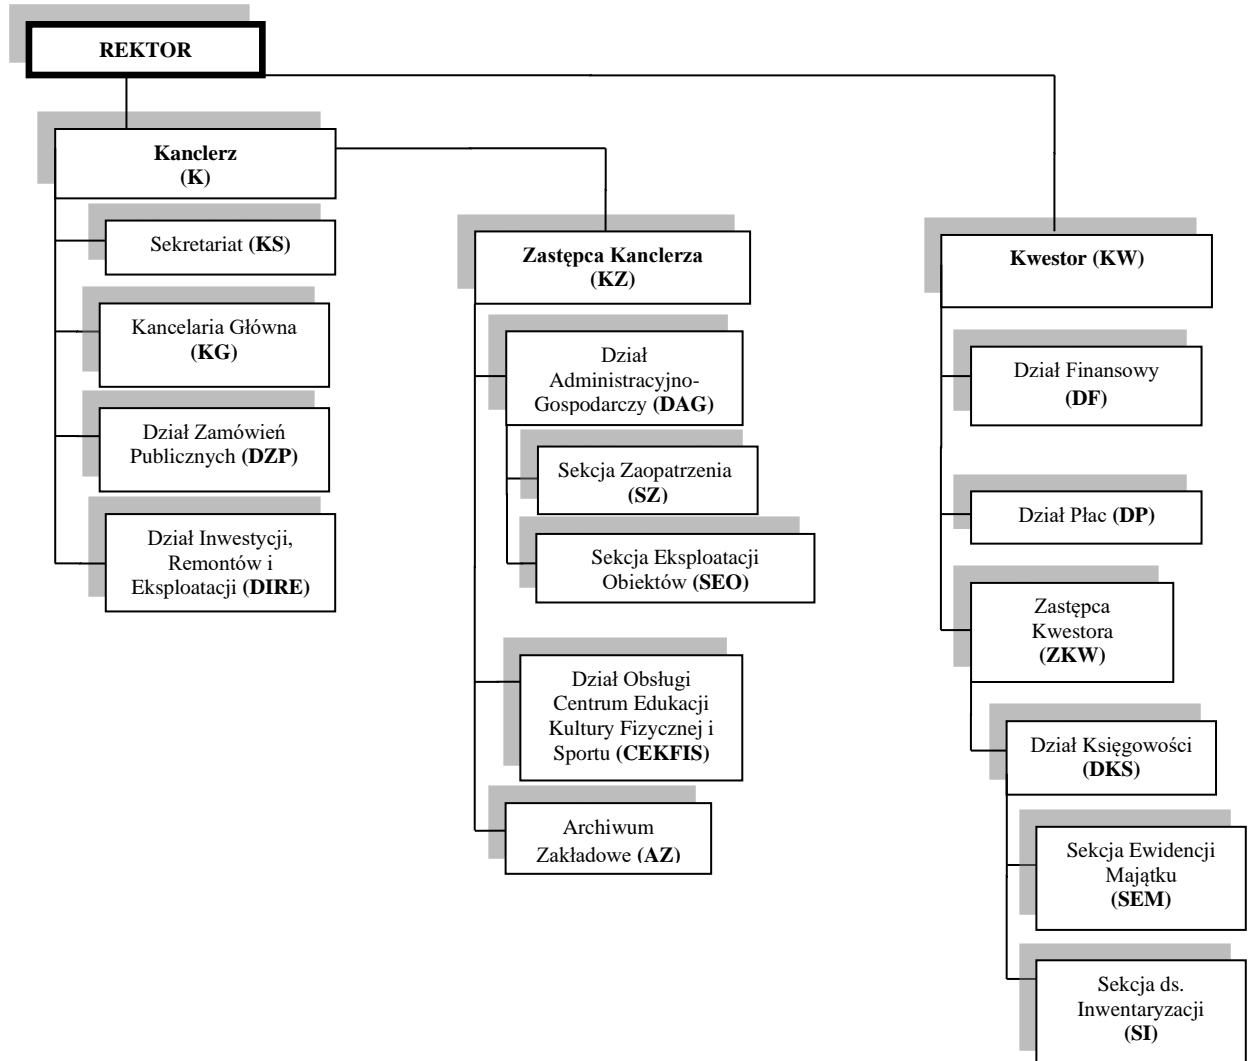 REKTOR
Kanclerz
(K)
Sekretariat (KS)
Kancelaria Główna
(KG)
Dział Zamówień
Publicznych (DZP)
Dział Inwestycji,
Remontów i
Eksploatacji (DIRE)
Zastępca Kanclerza
(KZ)
Dział
Administracyjno-
Gospodarczy (DAG)
Sekcja Zaopatrzenia
(SZ)
Sekcja Eksploatacji
Obiektów (SEO)
Dział Obsługi
Centrum Edukacji
Kultury Fizycznej i
Sportu (CEKFIS)
Archiwum
Zakładowe (AZ)
Kwestor (KW)
Dział Finansowy
(DF)
Dział Płac (DP)
Zastępca
Kwestora
(ZKW)
Dział Księgowości
(DKS)
Sekcja Ewidencji
Majątku
(SEM)
Sekcja ds.
Inwentaryzacji
(SI)